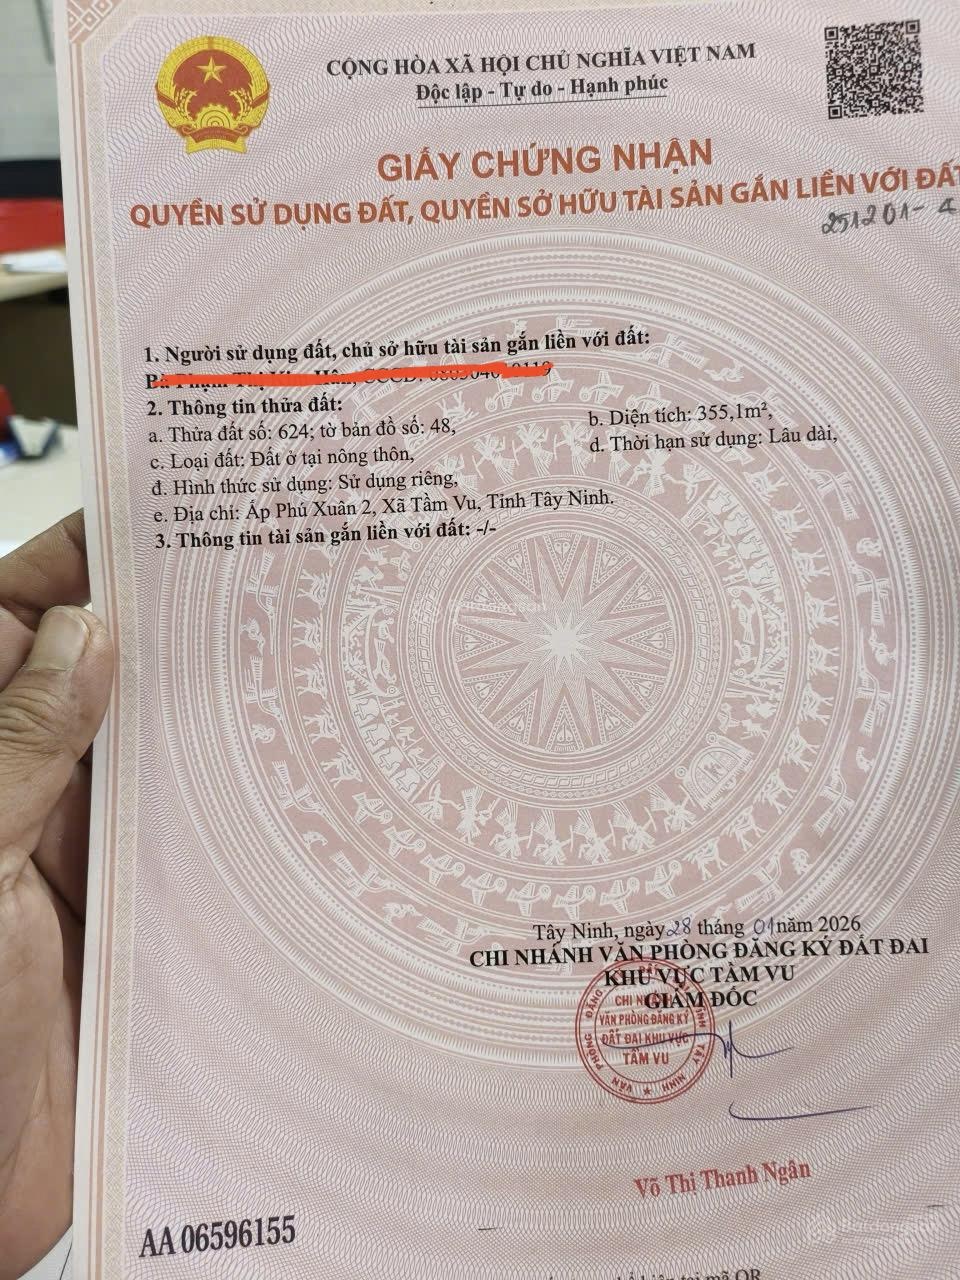 CỘNG HÒA XÃ HỘI CHỦ NGHĨA VIỆT NAM
Độc lập - Tự do - Hạnh phúc
GIẤY CHỨNG NHẬN
QUYỀN SỬ DỤNG ĐẤT, QUYỀN SỞ HỮU TÀI SẢN GẮN LIỀN VỚI ĐẤT
251201-
1. Người sử dụng đất, chủ sở hữu tài sản gắn liền với đất:
2. Thông tin thửa đất:
a. Thửa đất số: 624; tờ bản đồ số: 48,
b. Diện tích: 355,1m²,
c. Loại đất: Đất ở tại nông thôn,
d. Thời hạn sử dụng: Lâu dài,
đ. Hình thức sử dụng: Sử dụng riêng,
e. Địa chỉ: Ấp Phú Xuân 2, Xã Tầm Vu, Tỉnh Tây Ninh.
3. Thông tin tài sản gắn liền với đất: -/-
Tây Ninh, ngày 28 tháng 01 năm 2026
CHI NHÁNH VĂN PHÒNG ĐĂNG KÝ ĐẤT ĐAI
KHU VỰC TẦM VU
GIÁM ĐỐC
CHI NHÁNH
VĂN PHÒNG ĐĂNG KÝ
ĐẤT ĐAI KHU VỰC
TẦM VU
Võ Thị Thanh Ngân
AA 06596155
mã QR